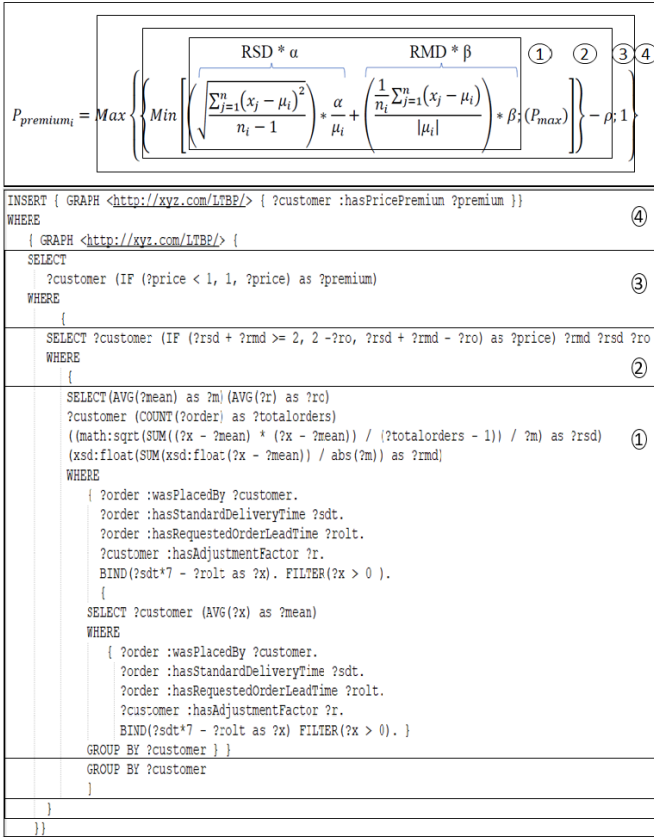 RSD * α RMD * β ① ② ③ ④
P_{premium_i} = Max { { Min [ ( √( Σ_{j=1}^{n}(x_j − μ_i)^2 / (n_i − 1) ) ) * α/μ_i + ( (1/n_i Σ_{j=1}^{n}(x_j − μ_i)) / |μ_i| ) * β; (P_{max}) ] } − ρ; 1 }
INSERT { GRAPH <http://xyz.com/LTBP/> { ?customer :hasPricePremium ?premium }}
WHERE ④
{ GRAPH <http://xyz.com/LTBP/> {
SELECT
?customer (IF (?price < 1, 1, ?price) as ?premium) ③
WHERE
{
SELECT ?customer (IF (?rsd + ?rmd >= 2, 2 -?ro, ?rsd + ?rmd - ?ro) as ?price) ?rmd ?rsd ?ro
WHERE ②
{
SELECT(AVG(?mean) as ?m)(AVG(?r) as ?ro)
?customer (COUNT(?order) as ?totalorders)
((math:sqrt(SUM((?x - ?mean) * (?x - ?mean)) / (?totalorders - 1)) / ?m) as ?rsd) ①
(xsd:float(SUM(xsd:float(?x - ?mean)) / abs(?m)) as ?rmd)
WHERE
{ ?order :wasPlacedBy ?customer.
?order :hasStandardDeliveryTime ?sdt.
?order :hasRequestedOrderLeadTime ?rolt.
?customer :hasAdjustmentFactor ?r.
BIND(?sdt*7 - ?rolt as ?x). FILTER(?x > 0 ).
{
SELECT ?customer (AVG(?x) as ?mean)
WHERE
{ ?order :wasPlacedBy ?customer.
?order :hasStandardDeliveryTime ?sdt.
?order :hasRequestedOrderLeadTime ?rolt.
?customer :hasAdjustmentFactor ?r.
BIND(?sdt*7 - ?rolt as ?x) FILTER(?x > 0). }
GROUP BY ?customer } }
GROUP BY ?customer
}
}
}}